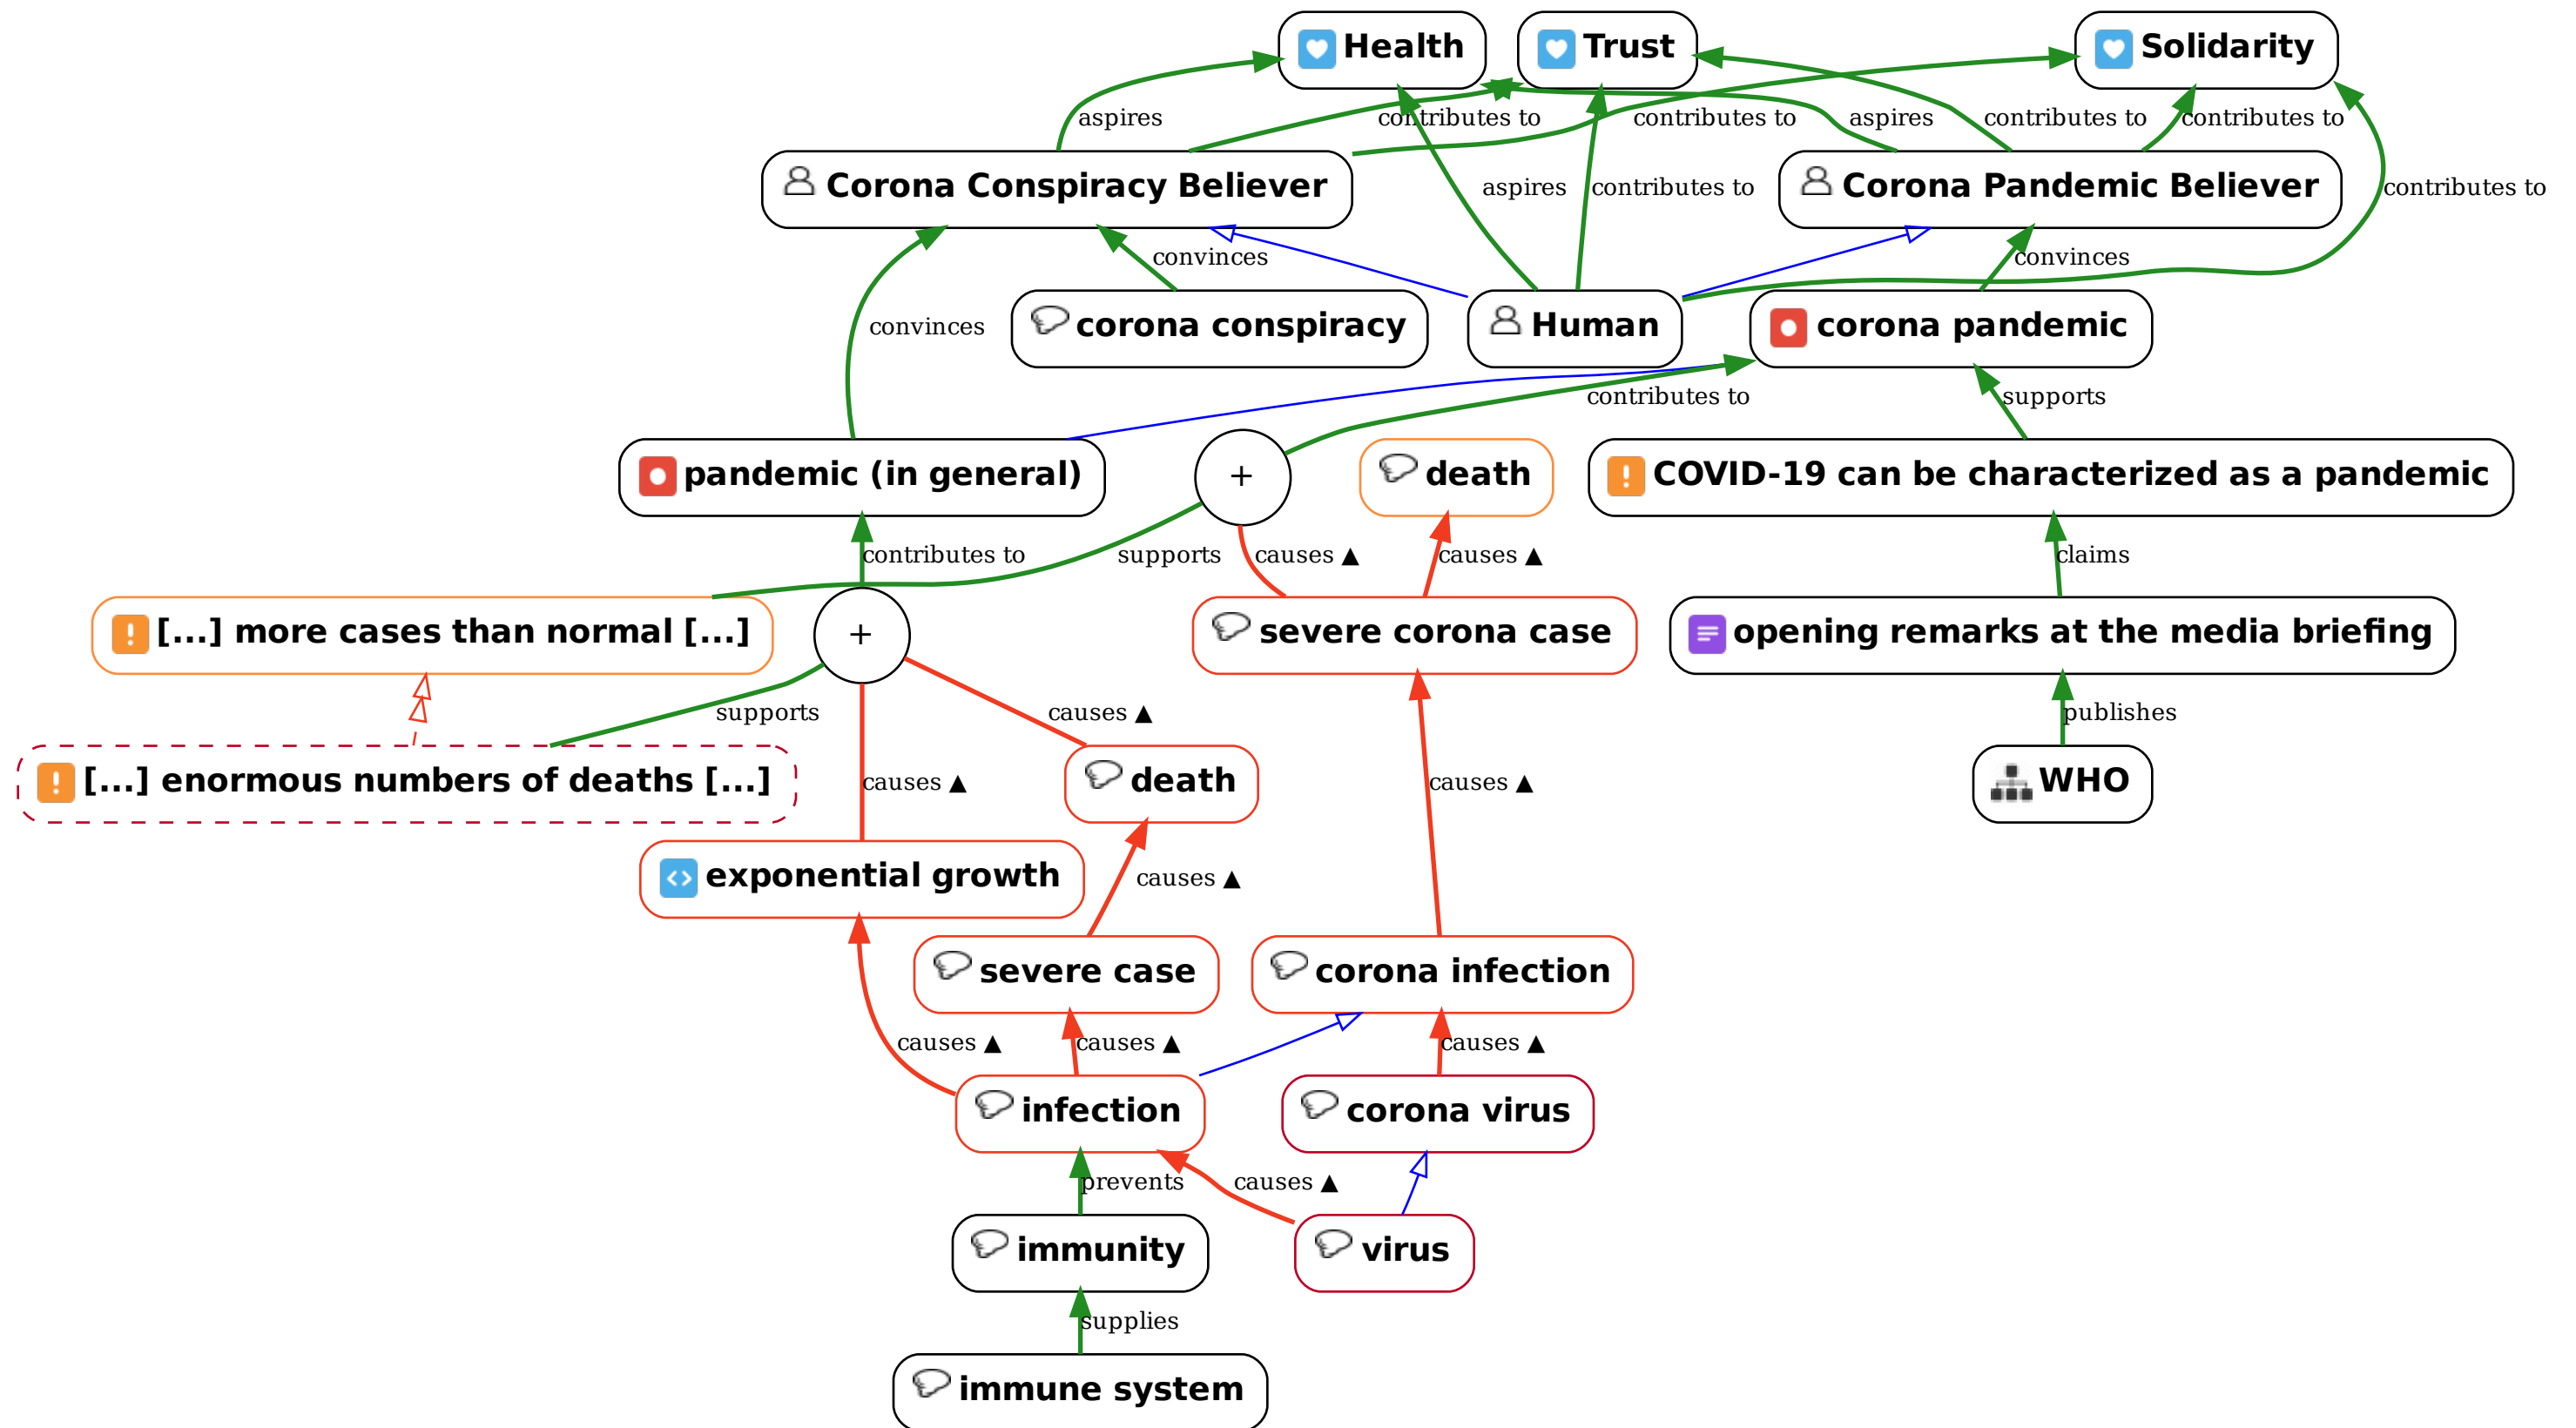 Health
Trust
Solidarity
aspires
contributes to
contributes to
aspires
contributes to
contributes to
Corona Conspiracy Believer
aspires
contributes to
Corona Pandemic Believer
contributes to
convinces
convinces
convinces
corona conspiracy
Human
corona pandemic
contributes to
supports
pandemic (in general)
+
death
COVID-19 can be characterized as a pandemic
contributes to
supports
causes ▲
causes ▲
claims
[...] more cases than normal [...]
+
severe corona case
opening remarks at the media briefing
supports
causes ▲
publishes
[...] enormous numbers of deaths [...]
causes ▲
death
causes ▲
WHO
exponential growth
causes ▲
severe case
corona infection
causes ▲
causes ▲
causes ▲
infection
corona virus
prevents
causes ▲
immunity
virus
supplies
immune system